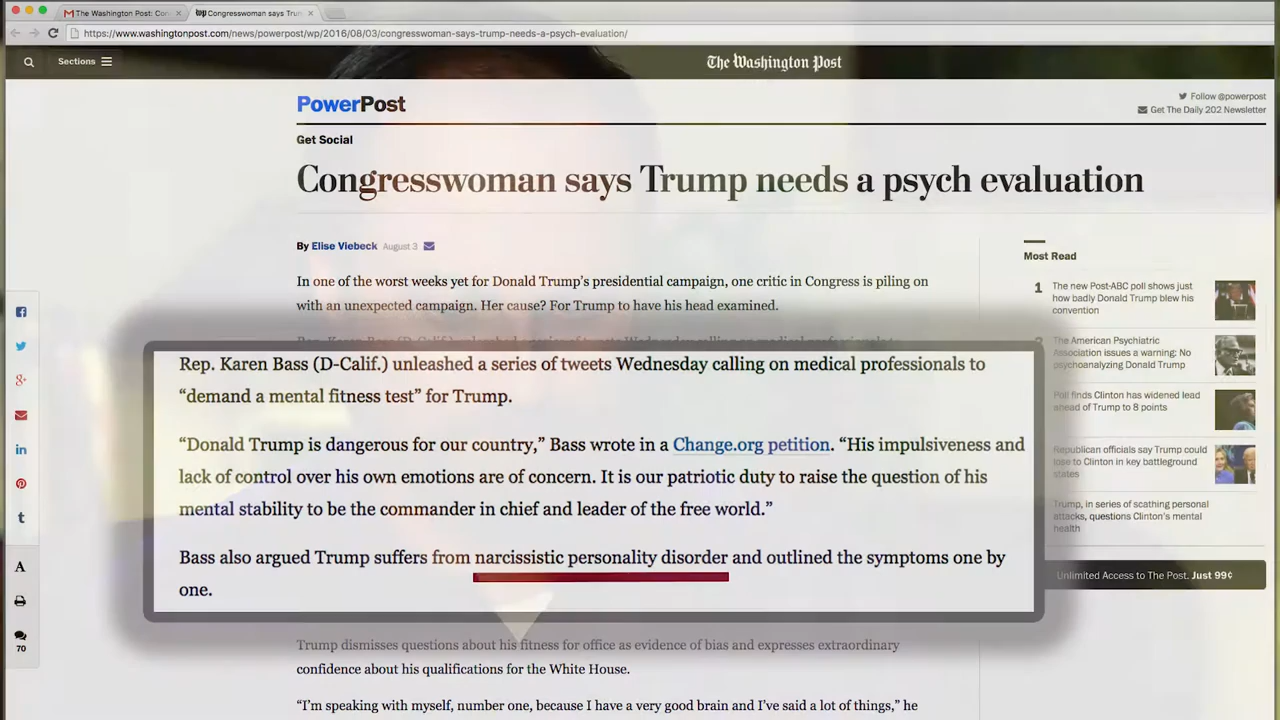 The Washington Post: Con
Congresswoman says Trum
https://www.washingtonpost.com/news/powerpost/wp/2016/08/03/congresswoman-says-trump-needs-a-psych-evaluation/
Sections
The Washington Post
PowerPost
Follow @powerpost
Get The Daily 202 Newsletter
Get Social
Congresswoman says Trump needs a psych evaluation
By Elise Viebeck August 3
In one of the worst weeks yet for Donald Trump's presidential campaign, one critic in Congress is piling on
with an unexpected campaign. Her cause? For Trump to have his head examined.
Rep. Karen Bass (D-Calif.) unleashed a series of tweets Wednesday calling on medical professionals to
“demand a mental fitness test” for Trump.
“Donald Trump is dangerous for our country,” Bass wrote in a Change.org petition. “His impulsiveness and
lack of control over his own emotions are of concern. It is our patriotic duty to raise the question of his
mental stability to be the commander in chief and leader of the free world.”
Bass also argued Trump suffers from narcissistic personality disorder and outlined the symptoms one by
one.
Trump dismisses questions about his fitness for office as evidence of bias and expresses extraordinary
confidence about his qualifications for the White House.
“I'm speaking with myself, number one, because I have a very good brain and I've said a lot of things,” he
Most Read
1
The new Post-ABC poll shows just
how badly Donald Trump blew his
convention
The American Psychiatric
Association issues a warning: No
psychoanalyzing Donald Trump
Poll finds Clinton has widened lead
ahead of Trump to 8 points
Republican officials say Trump could
lose to Clinton in key battleground
states
Trump, in series of scathing personal
attacks, questions Clinton's mental
health
Unlimited Access to The Post. Just 99¢
A
70